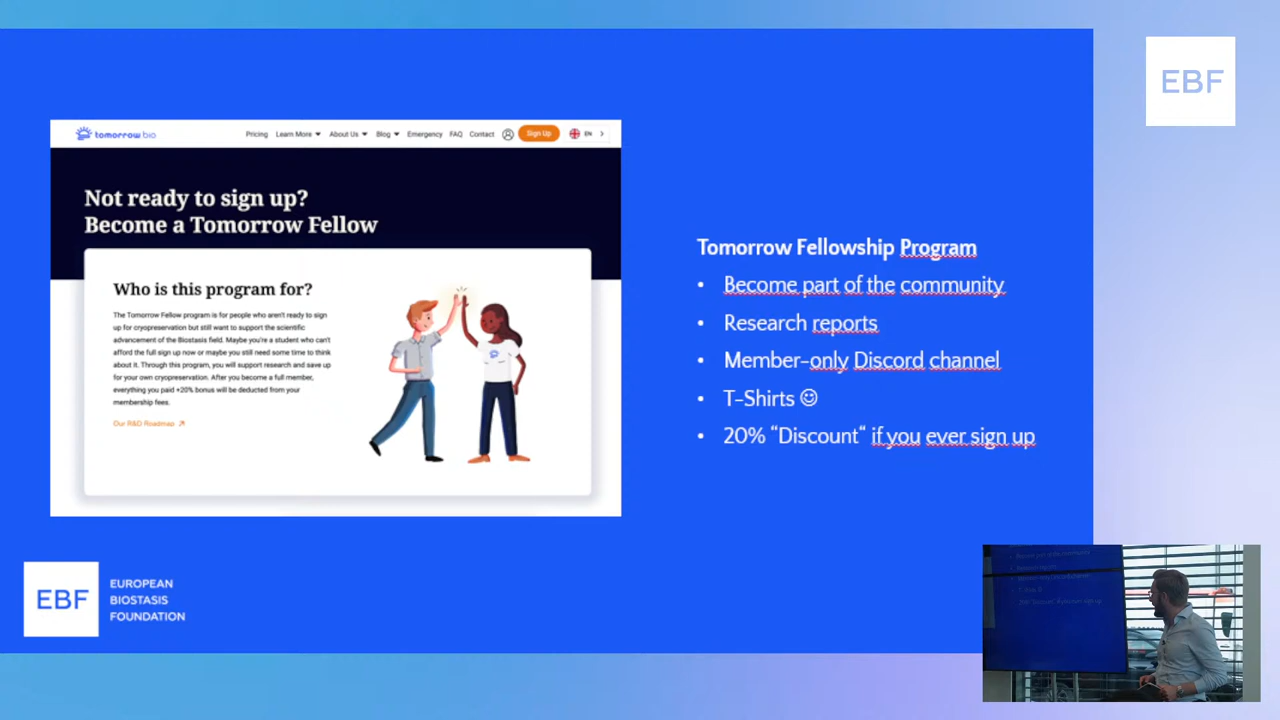 EBF
tomorrow bio
Pricing Learn More About Us Blog Emergency FAQ Contact Sign Up EN
Not ready to sign up?
Become a Tomorrow Fellow
Who is this program for?
The Tomorrow Fellow program is for people who aren't ready to sign
up for cryopreservation but still want to support the scientific
advancement of the Biostasis field. Maybe you're a student who can't
afford the full sign up now or maybe you still need some time to think
about it. Through this program, you will support research and save up
for your own cryopreservation. After you become a full member,
everything you paid +20% bonus will be deducted from your
membership fees.
Our R&D Roadmap
Tomorrow Fellowship Program
• Become part of the community
• Research reports
• Member-only Discord channel
• T-Shirts ☺
• 20% “Discount“ if you ever sign up
EBF
EUROPEAN
BIOSTASIS
FOUNDATION